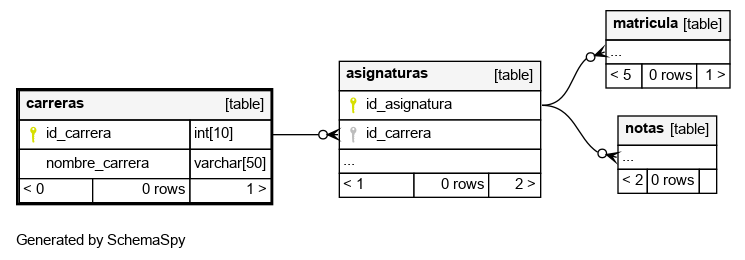 carreras [table]
id_carrera int[10]
nombre_carrera varchar[50]
< 0 0 rows 1 >
asignaturas [table]
id_asignatura
id_carrera
...
< 1 0 rows 2 >
matricula [table]
...
< 5 0 rows 1 >
notas [table]
...
< 2 0 rows
Generated by SchemaSpy